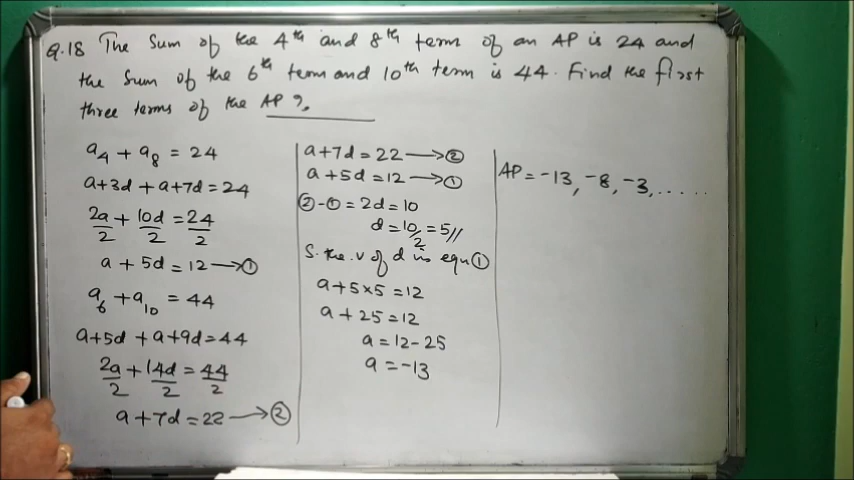 Q.18 The Sum of the 4th and 8th term of an AP is 24 and
the sum of the 6th term and 10th term is 44. Find the first
three terms of the AP ?.
a4 + a8 = 24
a+3d + a+7d = 24
2a/2 + 10d/2 = 24/2
a + 5d = 12 → ①
a6 + a10 = 44
a+5d + a+9d = 44
2a/2 + 14d/2 = 44/2
a + 7d = 22 → ②
a+7d = 22 → ②
a+5d = 12 → ①
② - ① = 2d = 10
d = 10/2 = 5//
S. the. v of d in equ ①
a+5×5 = 12
a + 25 = 12
a = 12-25
a = -13
AP = -13, -8, -3, .....